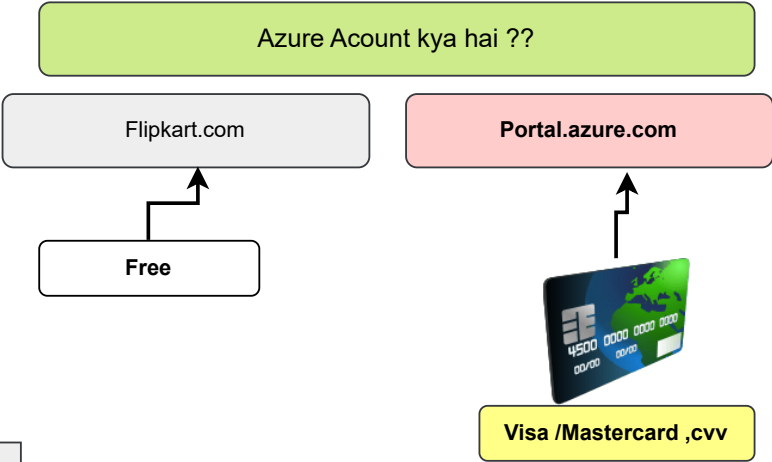 Azure Acount kya hai ??
Flipkart.com
Portal.azure.com
Free
4500 0000 0000 0000
00/00 00/00
Visa /Mastercard ,cvv